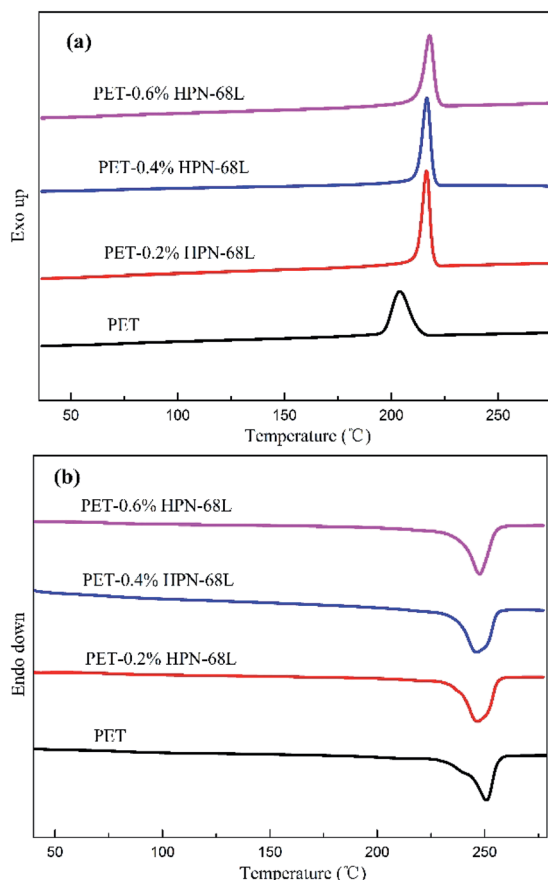 (a)
PET-0.6% HPN-68L
PET-0.4% HPN-68L
PET-0.2% HPN-68L
PET
Exo up
50 100 150 200 250
Temperature (℃)
(b)
PET-0.6% HPN-68L
PET-0.4% HPN-68L
PET-0.2% HPN-68L
PET
Endo down
50 100 150 200 250
Temperature (℃)